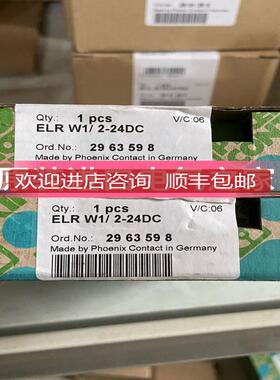 Qty.: 1 pcs V/C:06
ELR W1/ 2-24DC
Ord.No.: 29 63 59 8
Made by Phoenix Contact in Germany
欢迎进店咨询 顺丰包邮!
Qty.: 1 pcs V/C:06
ELR W1/ 2-24DC
Ord.No.: 29 63 59 8
Made by Phoenix Contact in Germany